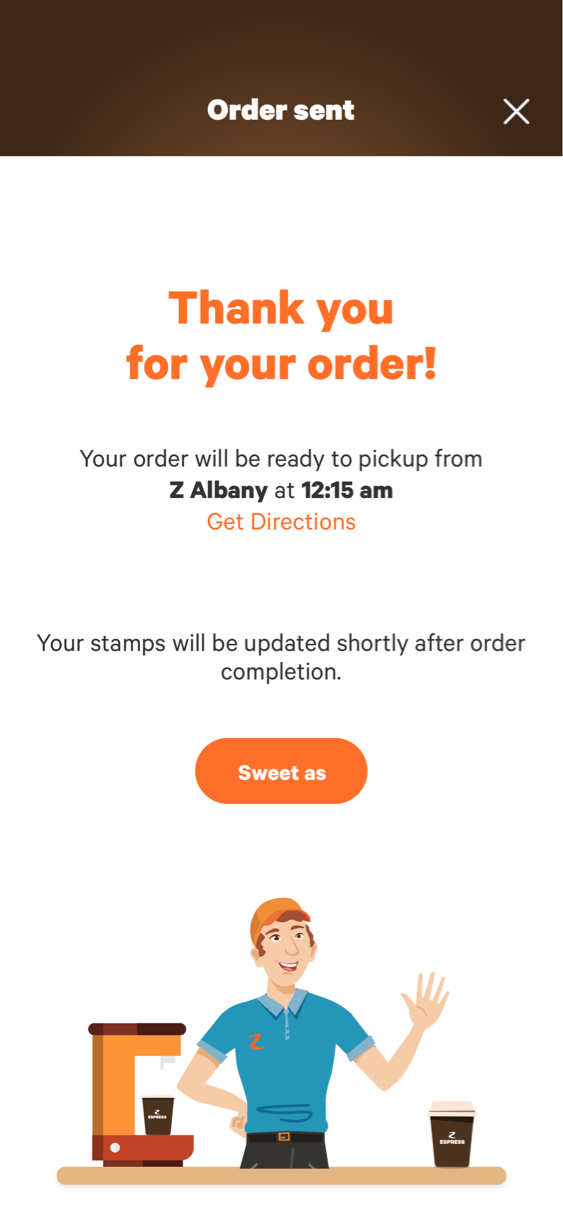 Order sent
Thank you
for your order!
Your order will be ready to pickup from
Z Albany at 12:15 am
Get Directions
Your stamps will be updated shortly after order
completion.
Sweet as
Z
Z
ESPRESS
Z
ESPRESS